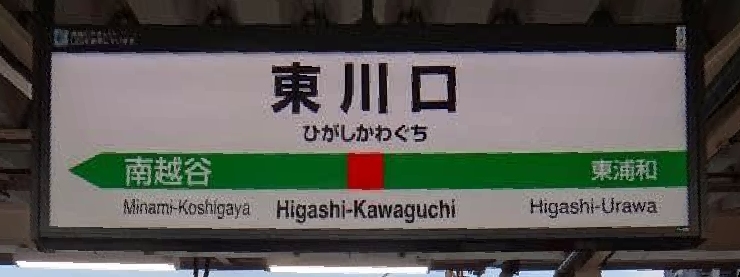 東川口
ひがしかわぐち
南越谷 東浦和
Minami-Koshigaya Higashi-Kawaguchi Higashi-Urawa